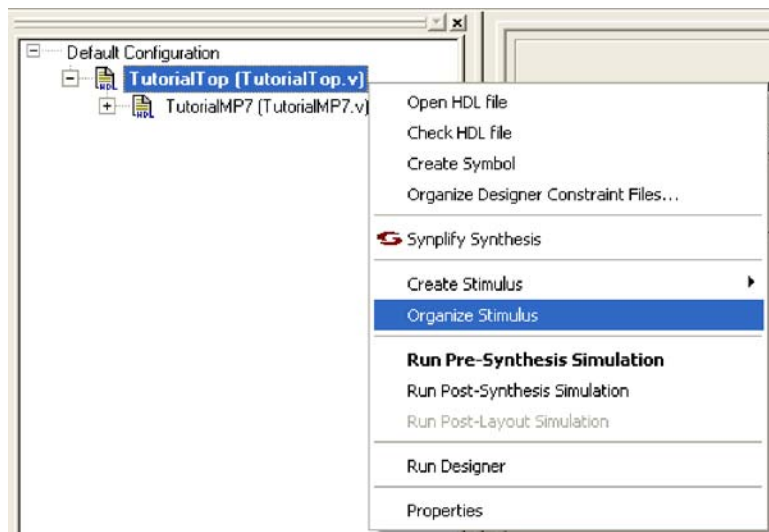 Default Configuration
TutorialTop (TutorialTop.v)
TutorialMP7 (TutorialMP7.v)
Open HDL file
Check HDL file
Create Symbol
Organize Designer Constraint Files...
Synplify Synthesis
Create Stimulus
Organize Stimulus
Run Pre-Synthesis Simulation
Run Post-Synthesis Simulation
Run Post-Layout Simulation
Run Designer
Properties